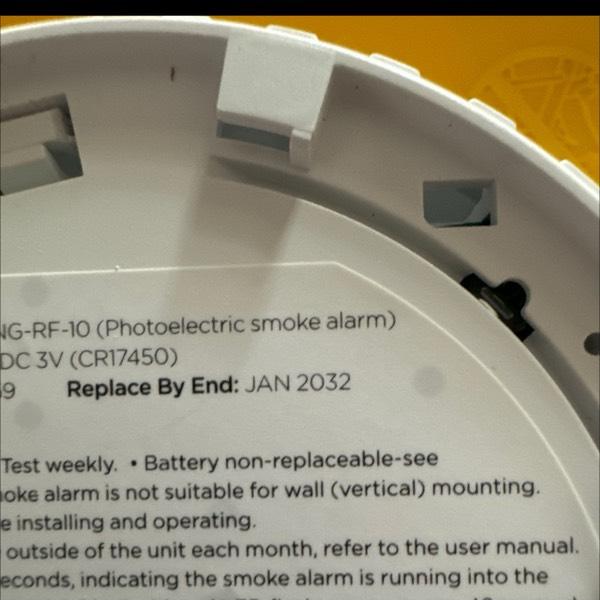 NG-RF-10 (Photoelectric smoke alarm)
DC 3V (CR17450)
9 Replace By End: JAN 2032
Test weekly. • Battery non-replaceable-see
oke alarm is not suitable for wall (vertical) mounting.
e installing and operating.
outside of the unit each month, refer to the user manual.
econds, indicating the smoke alarm is running into the